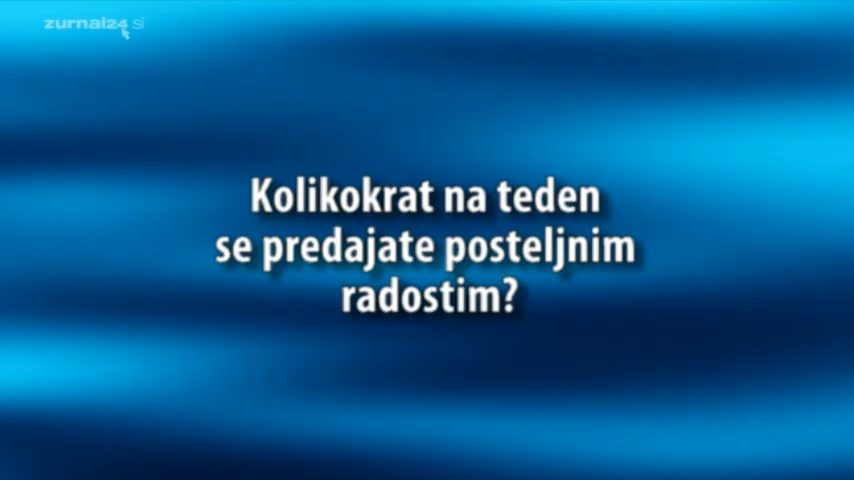 zurnal24 si
Kolikokrat na teden
se predajate posteljnim
radostim?